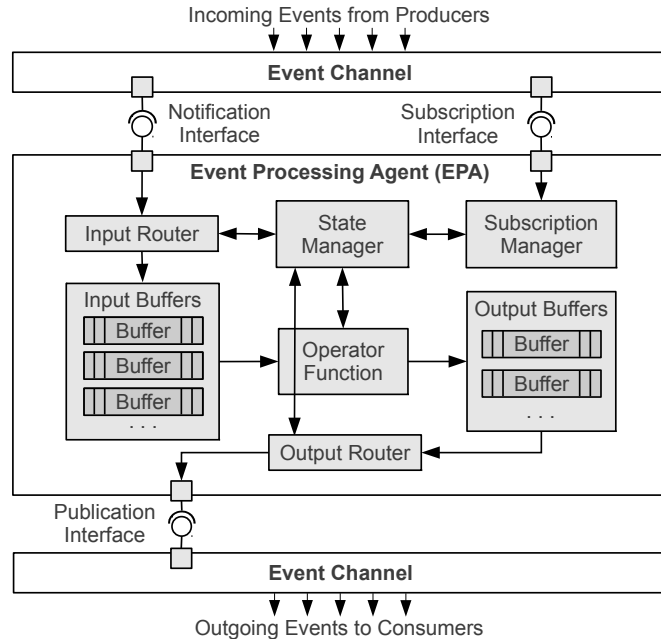 Incoming Events from Producers
Event Channel
Notification
Interface
Subscription
Interface
Event Processing Agent (EPA)
Input Router
State
Manager
Subscription
Manager
Input Buffers
Buffer
Buffer
Buffer
. . .
Operator
Function
Output Buffers
Buffer
Buffer
. . .
Output Router
Publication
Interface
Event Channel
Outgoing Events to Consumers